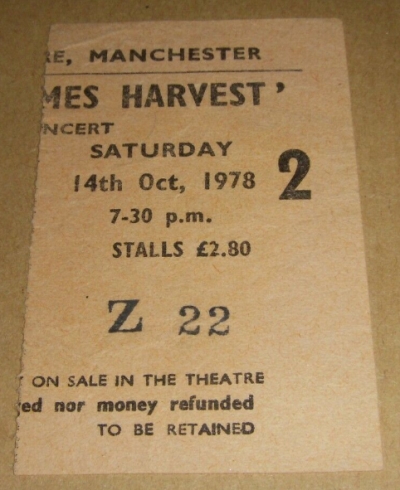 RE, MANCHESTER
MES HARVEST'
NCERT
SATURDAY
14th Oct, 1978
2
7-30 p.m.
STALLS £2.80
Z 22
ON SALE IN THE THEATRE
ed nor money refunded
TO BE RETAINED